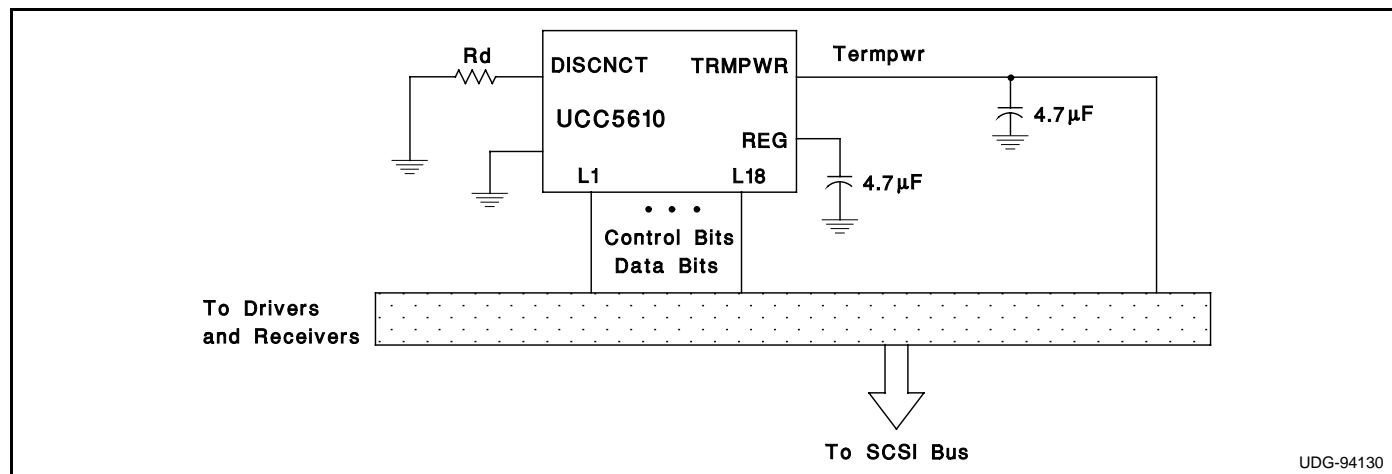 Rd
DISCNCT
TRMPWR
Termpwr
UCC5610
4.7µF
REG
L1
L18
4.7µF
• • •
Control Bits
Data Bits
To Drivers
and Receivers
To SCSI Bus
UDG-94130